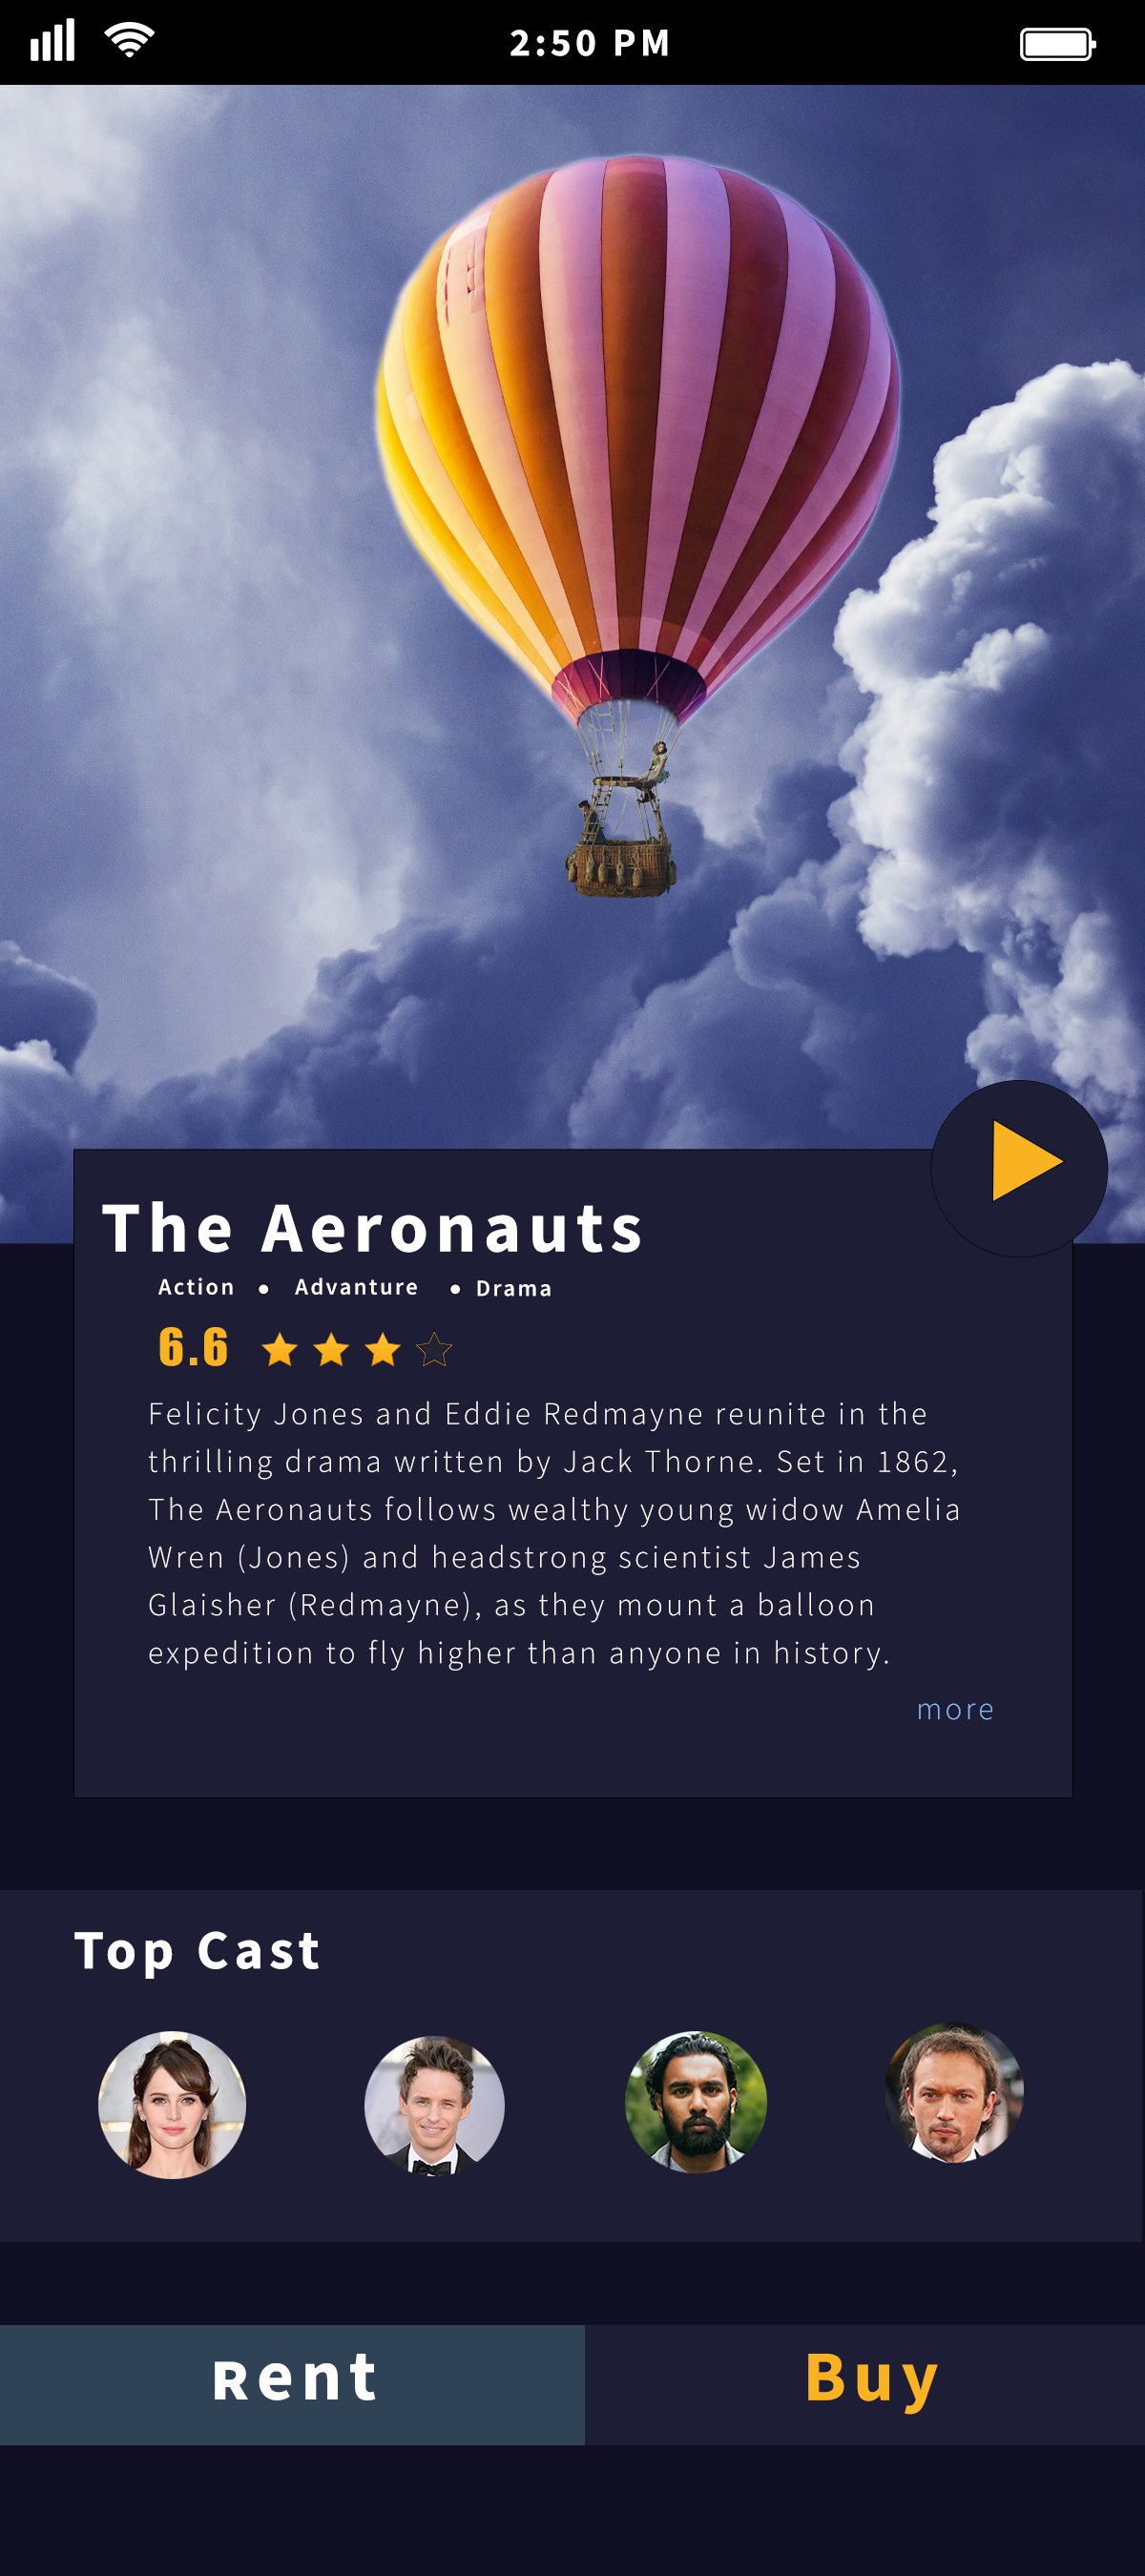 2:50 PM
The Aeronauts
Action • Advanture • Drama
6.6
Felicity Jones and Eddie Redmayne reunite in the
thrilling drama written by Jack Thorne. Set in 1862,
The Aeronauts follows wealthy young widow Amelia
Wren (Jones) and headstrong scientist James
Glaisher (Redmayne), as they mount a balloon
expedition to fly higher than anyone in history.
more
Top Cast
Rent
Buy